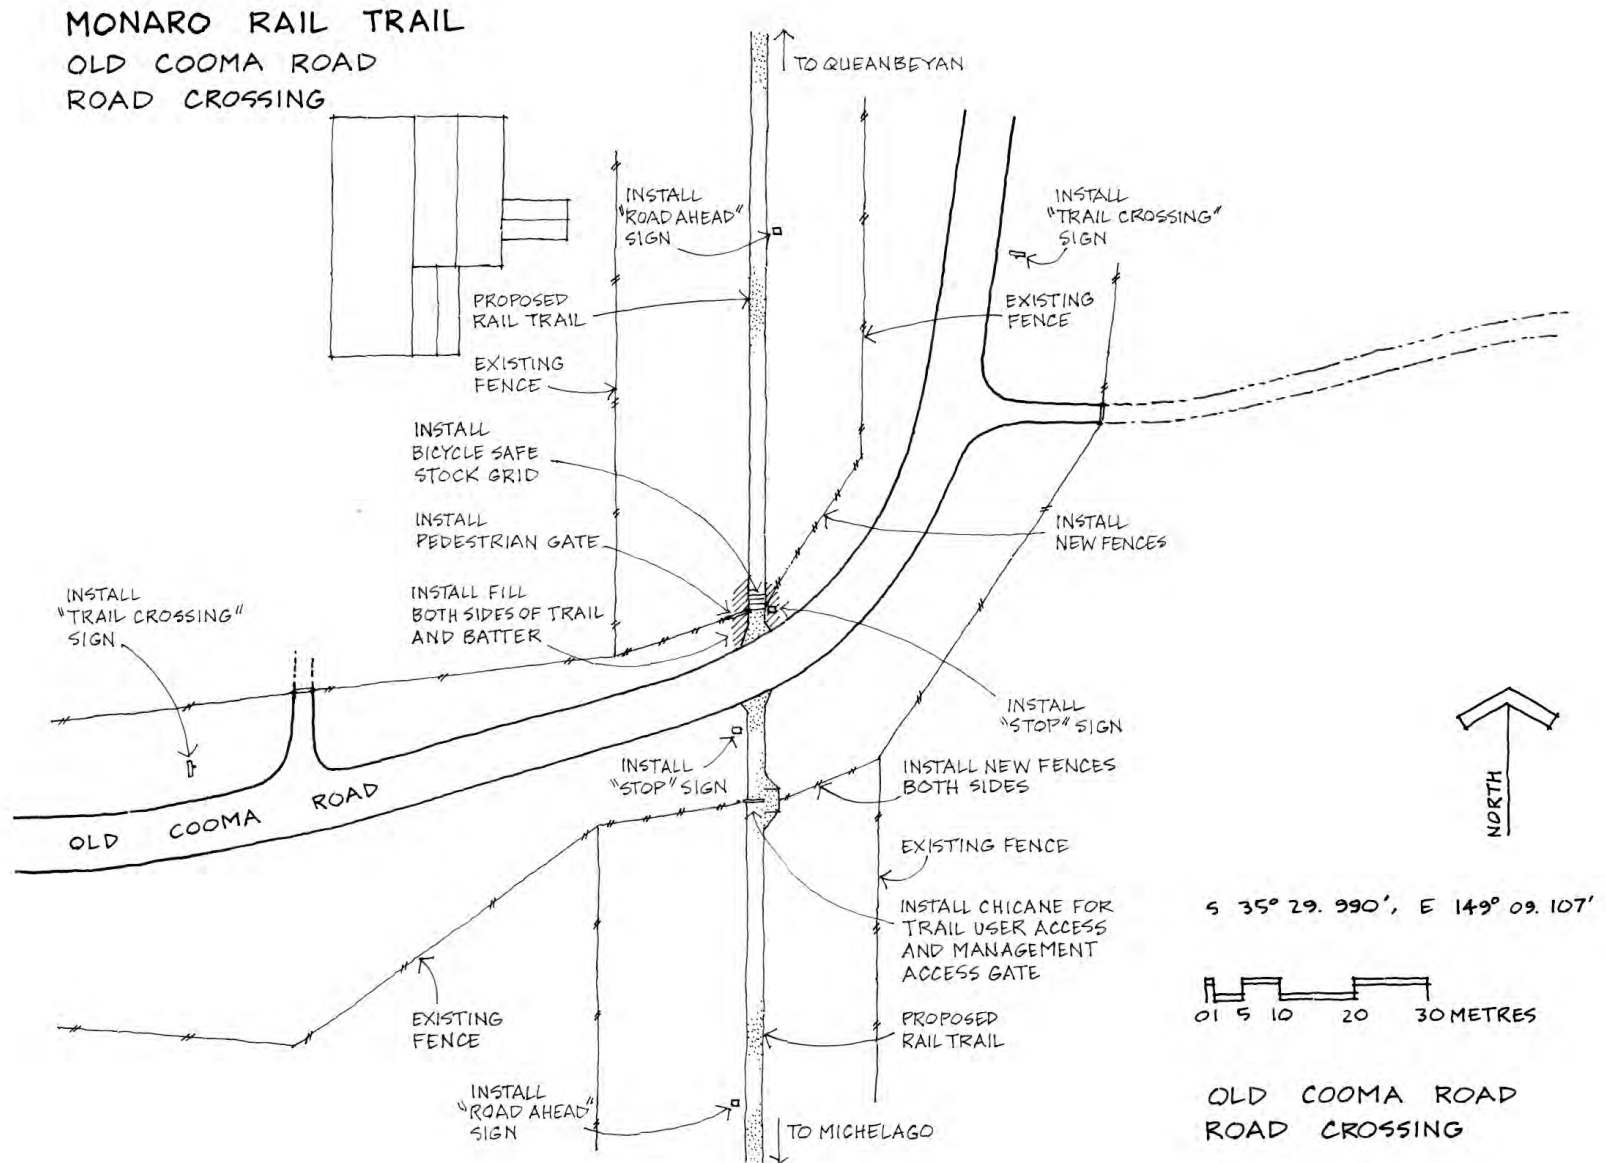 MONARO RAIL TRAIL
OLD COOMA ROAD
ROAD CROSSING
TO QUEANBEYAN
INSTALL
"ROAD AHEAD"
SIGN
INSTALL
"TRAIL CROSSING"
SIGN
PROPOSED
RAIL TRAIL
EXISTING
FENCE
EXISTING
FENCE
INSTALL
BICYCLE SAFE
STOCK GRID
INSTALL
PEDESTRIAN GATE
INSTALL
NEW FENCES
INSTALL FILL
BOTH SIDES OF TRAIL
AND BATTER
INSTALL
"TRAIL CROSSING"
SIGN
INSTALL
"STOP" SIGN
INSTALL
"STOP" SIGN
INSTALL NEW FENCES
BOTH SIDES
OLD COOMA ROAD
NORTH
EXISTING FENCE
INSTALL CHICANE FOR
TRAIL USER ACCESS
AND MANAGEMENT
ACCESS GATE
S 35° 29. 990', E 149° 09. 107'
EXISTING
FENCE
PROPOSED
RAIL TRAIL
0 1 5 10 20 30 METRES
INSTALL
"ROAD AHEAD"
SIGN
TO MICHELAGO
OLD COOMA ROAD
ROAD CROSSING